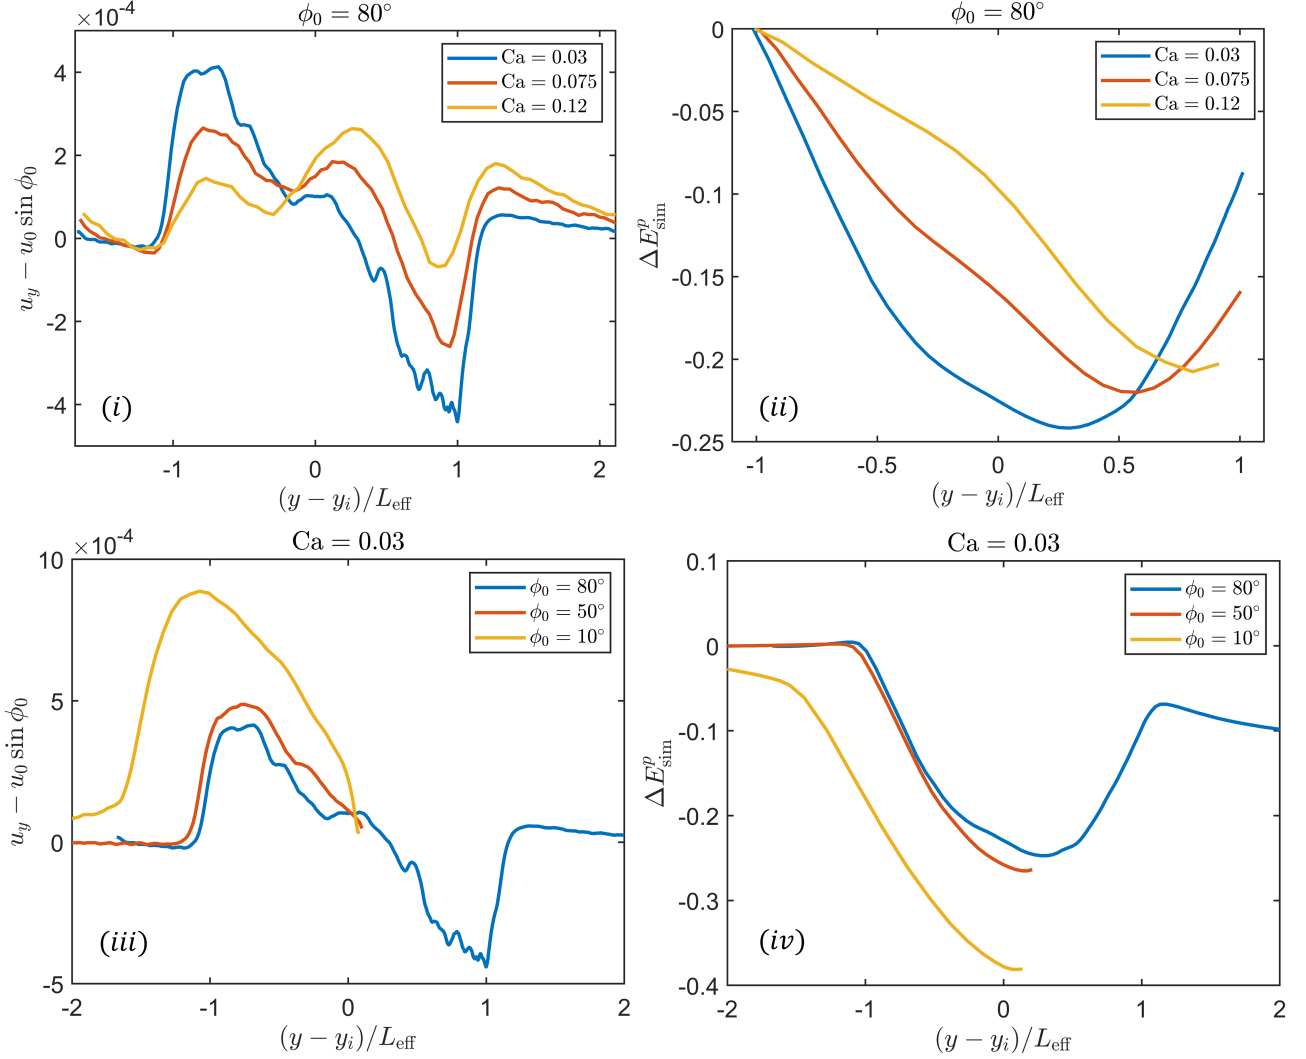 ×10⁻⁴
ϕ₀ = 80°
Ca = 0.03
Ca = 0.075
Ca = 0.12
4
2
0
-2
-4
u_y − u₀ sin ϕ₀
(i)
-1
0
1
2
(y − y_i)/L_eff
ϕ₀ = 80°
Ca = 0.03
Ca = 0.075
Ca = 0.12
0
-0.05
-0.1
-0.15
-0.2
-0.25
ΔE^p_sim
(ii)
-1
-0.5
0
0.5
1
(y − y_i)/L_eff
×10⁻⁴
Ca = 0.03
ϕ₀ = 80°
ϕ₀ = 50°
ϕ₀ = 10°
10
5
0
-5
u_y − u₀ sin ϕ₀
(iii)
-2
-1
0
1
2
(y − y_i)/L_eff
Ca = 0.03
ϕ₀ = 80°
ϕ₀ = 50°
ϕ₀ = 10°
0.1
0
-0.1
-0.2
-0.3
-0.4
ΔE^p_sim
(iv)
-2
-1
0
1
2
(y − y_i)/L_eff